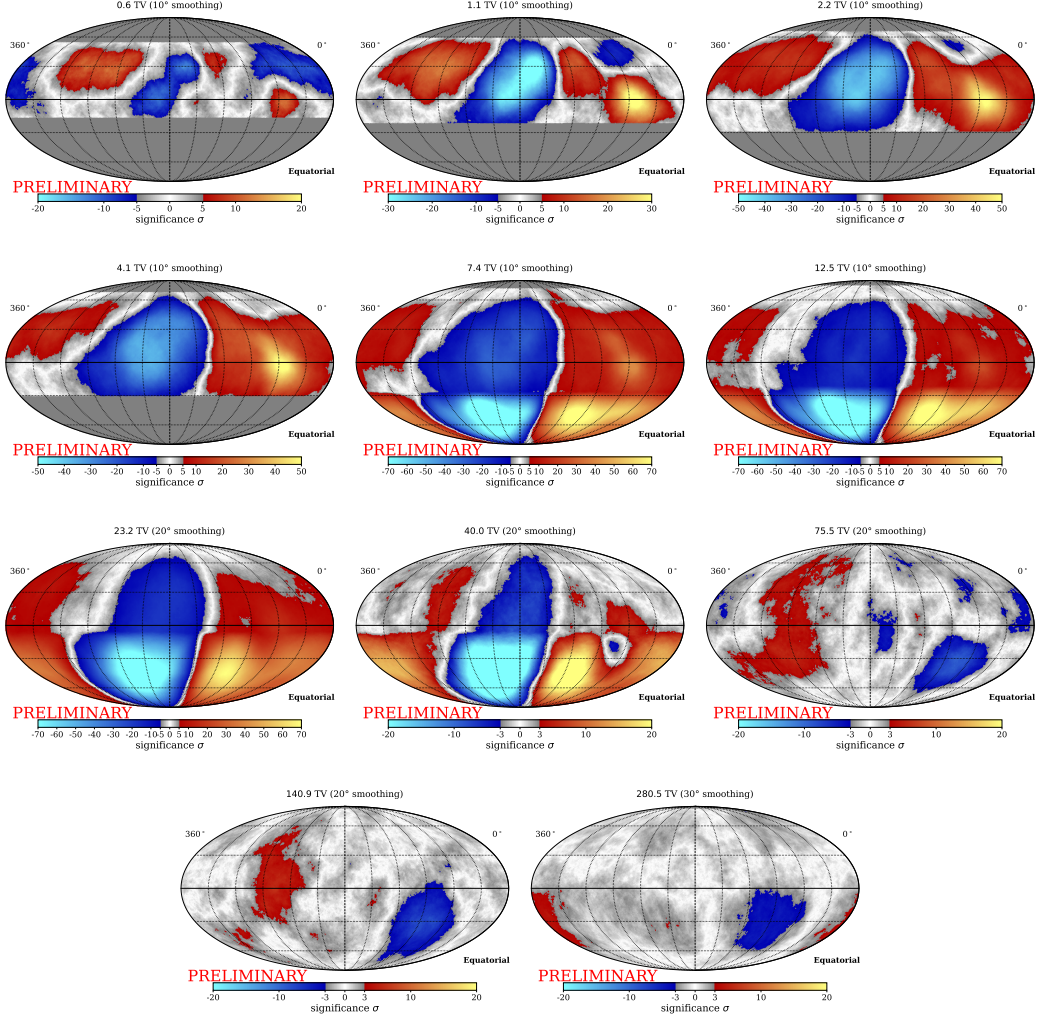 0.6 TV (10° smoothing)
1.1 TV (10° smoothing)
2.2 TV (10° smoothing)
360°
0°
360°
0°
360°
0°
Equatorial
Equatorial
Equatorial
PRELIMINARY
PRELIMINARY
PRELIMINARY
-20 -10 -5 0 5 10 20
-30 -20 -10 -5 0 5 10 20 30
-50 -40 -30 -20 -10 -5 0 5 10 20 30 40 50
significance σ
significance σ
significance σ
4.1 TV (10° smoothing)
7.4 TV (10° smoothing)
12.5 TV (10° smoothing)
360°
0°
360°
0°
360°
0°
Equatorial
Equatorial
Equatorial
PRELIMINARY
PRELIMINARY
PRELIMINARY
-50 -40 -30 -20 -10 -5 0 5 10 20 30 40 50
-70 -60 -50 -40 -30 -20 -10 -5 0 5 10 20 30 40 50 60 70
-70 -60 -50 -40 -30 -20 -10 -5 0 5 10 20 30 40 50 60 70
significance σ
significance σ
significance σ
23.2 TV (20° smoothing)
40.0 TV (20° smoothing)
75.5 TV (20° smoothing)
360°
0°
360°
0°
360°
0°
Equatorial
Equatorial
Equatorial
PRELIMINARY
PRELIMINARY
PRELIMINARY
-70 -60 -50 -40 -30 -20 -10 -5 0 5 10 20 30 40 50 60 70
-20 -10 -3 0 3 10 20
-20 -10 -3 0 3 10 20
significance σ
significance σ
significance σ
140.9 TV (20° smoothing)
280.5 TV (30° smoothing)
360°
0°
360°
0°
Equatorial
Equatorial
PRELIMINARY
PRELIMINARY
-20 -10 -3 0 3 10 20
-20 -10 -3 0 3 10 20
significance σ
significance σ